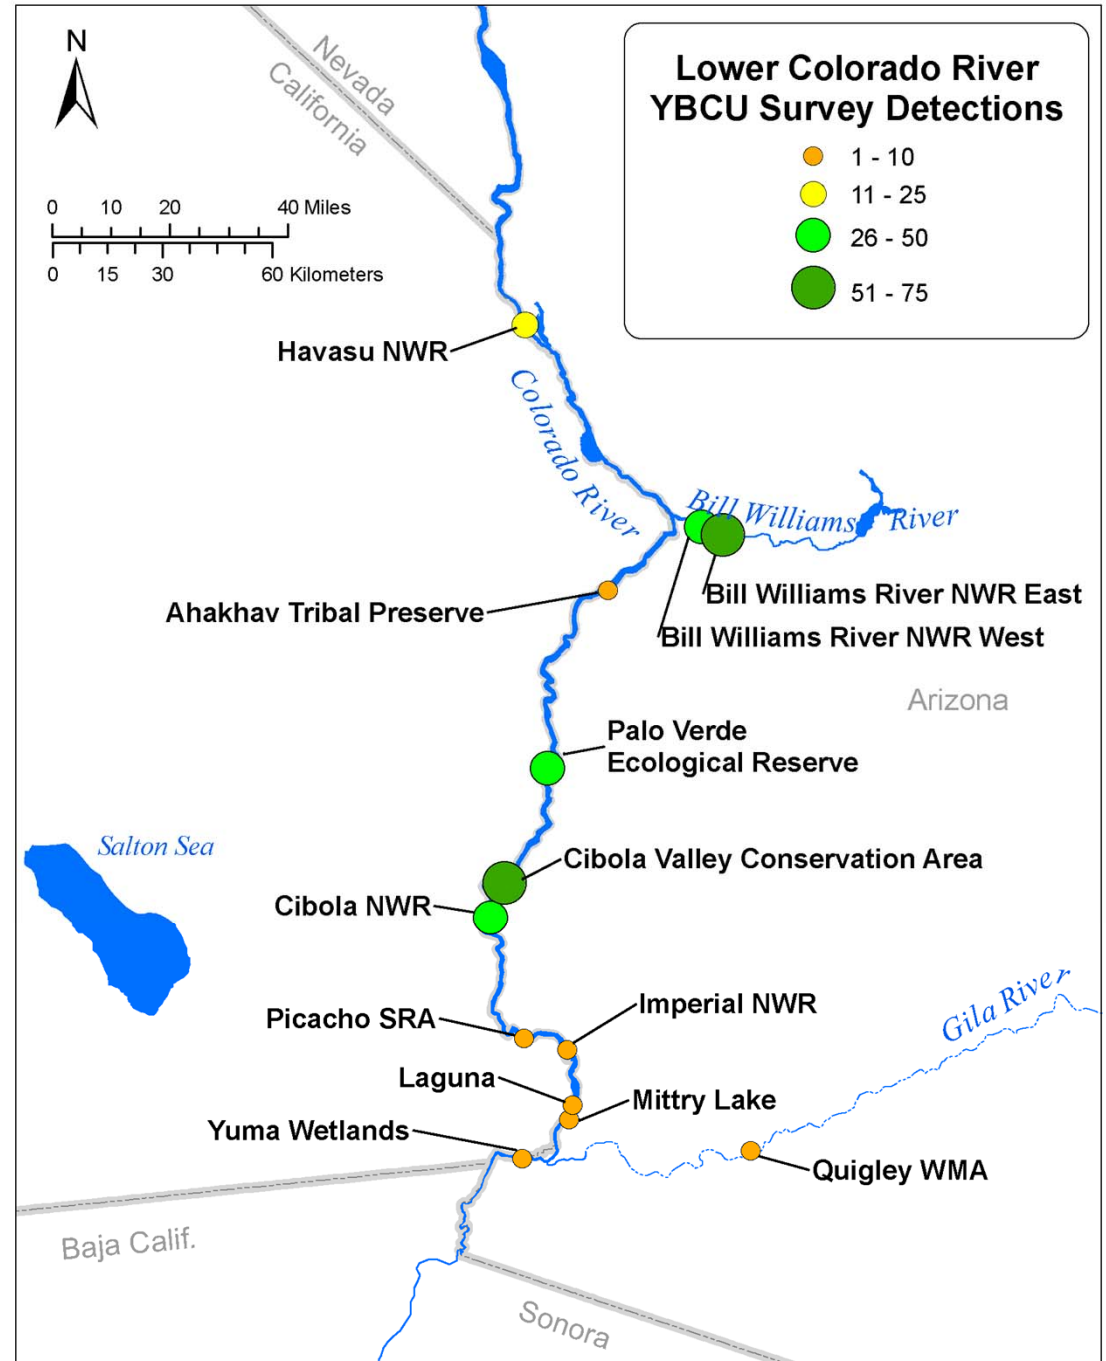 N
Nevada
California
Lower Colorado River
YBCU Survey Detections
1 - 10
11 - 25
26 - 50
51 - 75
0 10 20 40 Miles
0 15 30 60 Kilometers
Havasu NWR
Colorado River
Bill Williams River
Bill Williams River NWR East
Ahakhav Tribal Preserve
Bill Williams River NWR West
Arizona
Palo Verde
Ecological Reserve
Salton Sea
Cibola Valley Conservation Area
Cibola NWR
Imperial NWR
Gila River
Picacho SRA
Laguna
Mittry Lake
Yuma Wetlands
Quigley WMA
Baja Calif.
Sonora